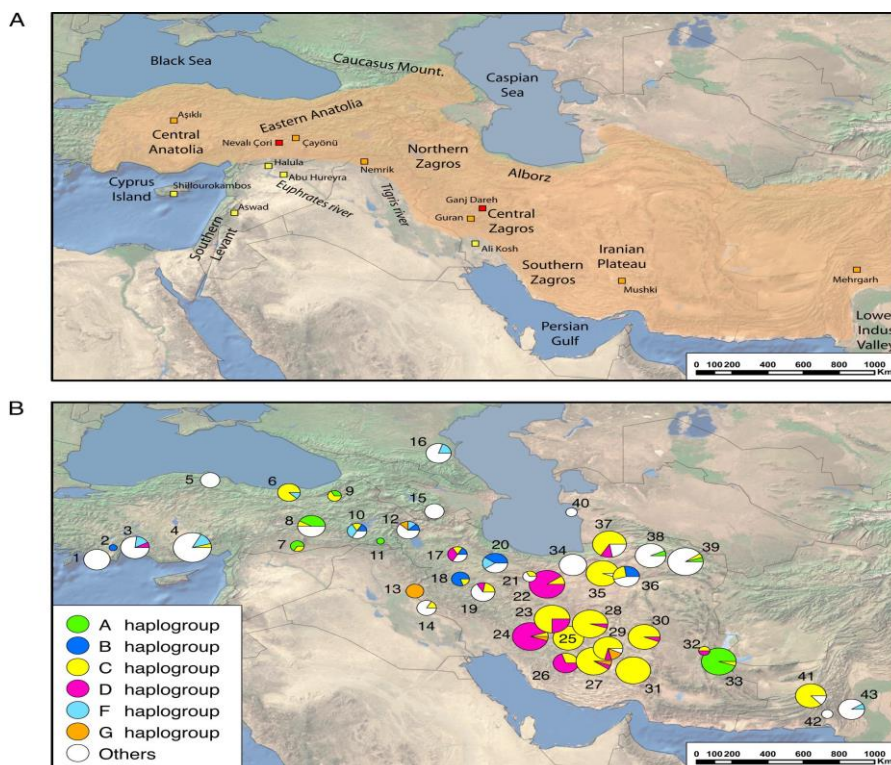 A
Black Sea
Caucasus Mount.
Caspian
Sea
Aşıklı
Eastern Anatolia
Central
Anatolia
Nevalı Çori
Çayönü
Northern
Zagros
Halula
Nemrik
Alborz
Cyprus
Island
Shillourokambos
Abu Hureyra
Euphrates river
Tigris river
Ganj Dareh
Aswad
Guran
Central
Zagros
Southern
Levant
Ali Kosh
Iranian
Plateau
Southern
Zagros
Mushki
Mehrgarh
Persian
Gulf
Lowe
Indus
Valley
0 100200 400 600 800 1000
Km
B
16
5
6
9
40
15
8
10
12
37
38
39
1
2
3
4
7
11
17
20
34
21
22
35
36
13
18
19
14
23
28
24
25
29
30
32
33
26
27
31
41
43
42
A haplogroup
B haplogroup
C haplogroup
D haplogroup
F haplogroup
G haplogroup
Others
0 100200 400 600 800 1000
Km